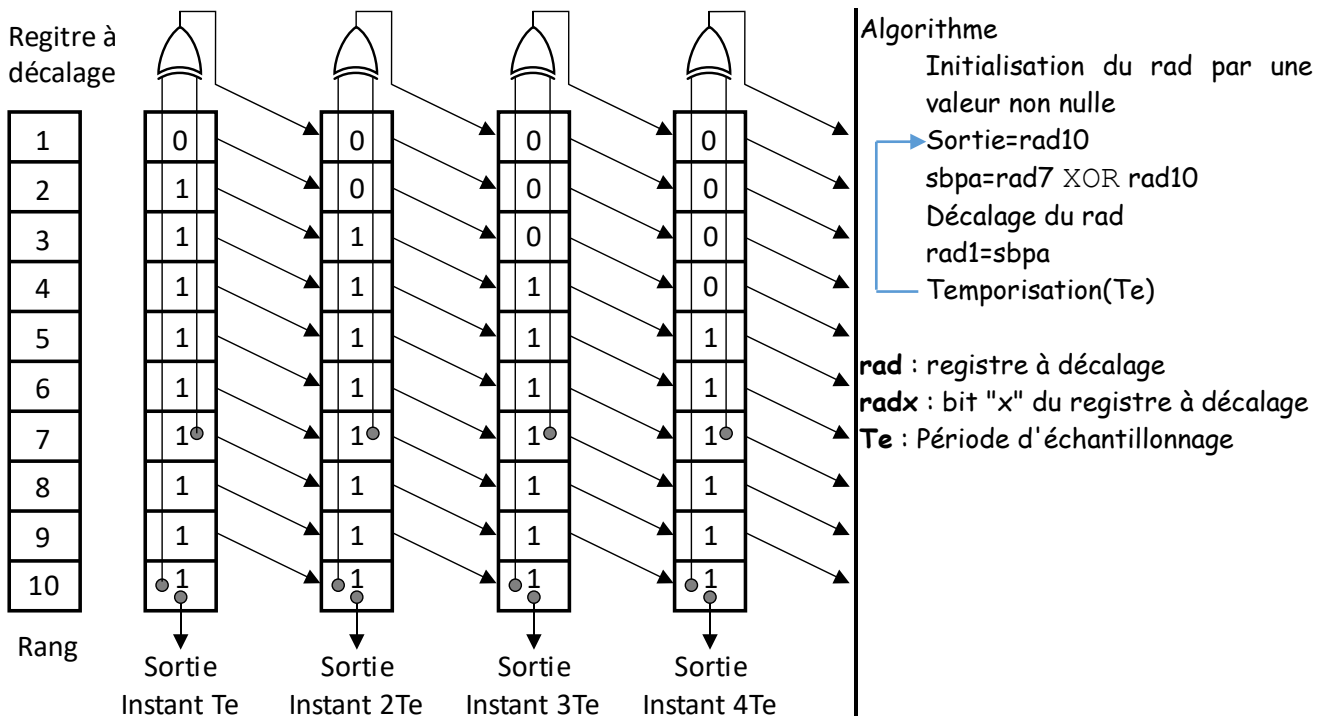 Regitre à
décalage
1 0 0 0 0
2 1 0 0 0
3 1 1 0 0
4 1 1 1 0
5 1 1 1 1
6 1 1 1 1
7 1 1 1 1
8 1 1 1 1
9 1 1 1 1
10 1 1 1 1
Rang
Sortie
Instant Te
Sortie
Instant 2Te
Sortie
Instant 3Te
Sortie
Instant 4Te
Algorithme
Initialisation du rad par une
valeur non nulle
Sortie=rad10
sbpa=rad7 XOR rad10
Décalage du rad
rad1=sbpa
Temporisation(Te)
rad : registre à décalage
radx : bit "x" du registre à décalage
Te : Période d'échantillonnage